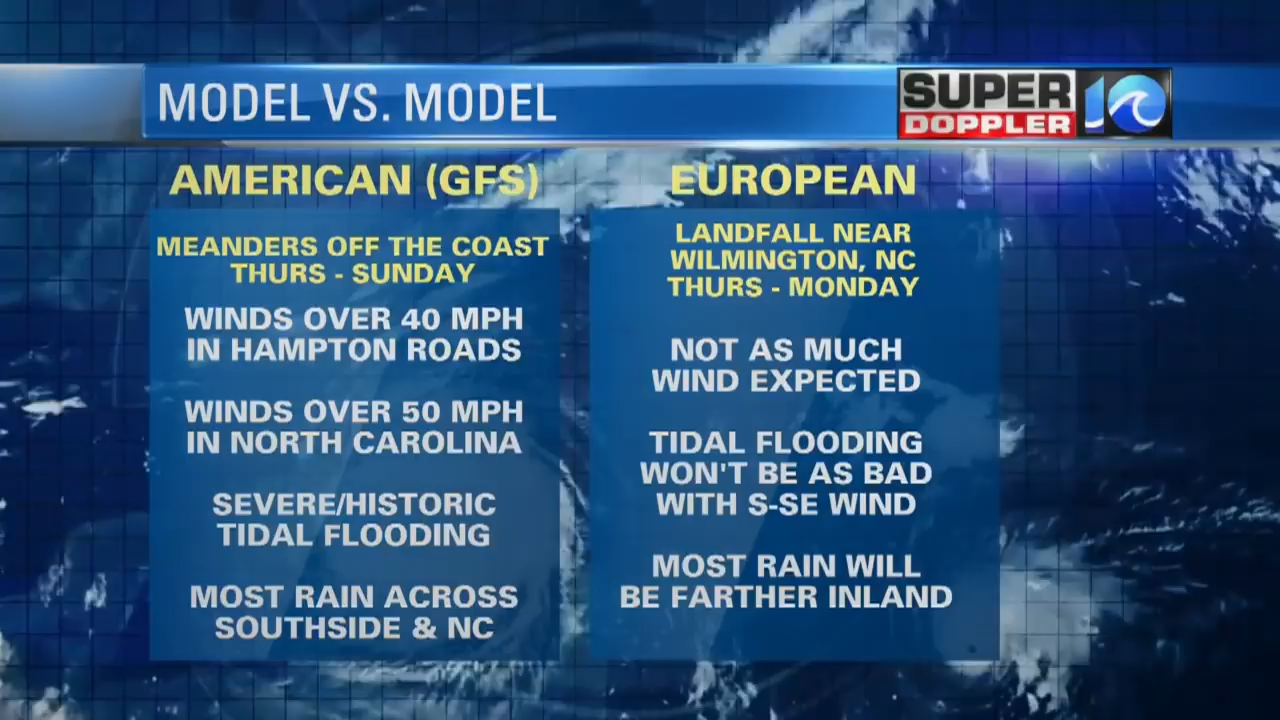 MODEL VS. MODEL
SUPER
DOPPLER
10
AMERICAN (GFS)
MEANDERS OFF THE COAST
THURS - SUNDAY
WINDS OVER 40 MPH
IN HAMPTON ROADS
WINDS OVER 50 MPH
IN NORTH CAROLINA
SEVERE/HISTORIC
TIDAL FLOODING
MOST RAIN ACROSS
SOUTHSIDE & NC
EUROPEAN
LANDFALL NEAR
WILMINGTON, NC
THURS - MONDAY
NOT AS MUCH
WIND EXPECTED
TIDAL FLOODING
WON'T BE AS BAD
WITH S-SE WIND
MOST RAIN WILL
BE FARTHER INLAND